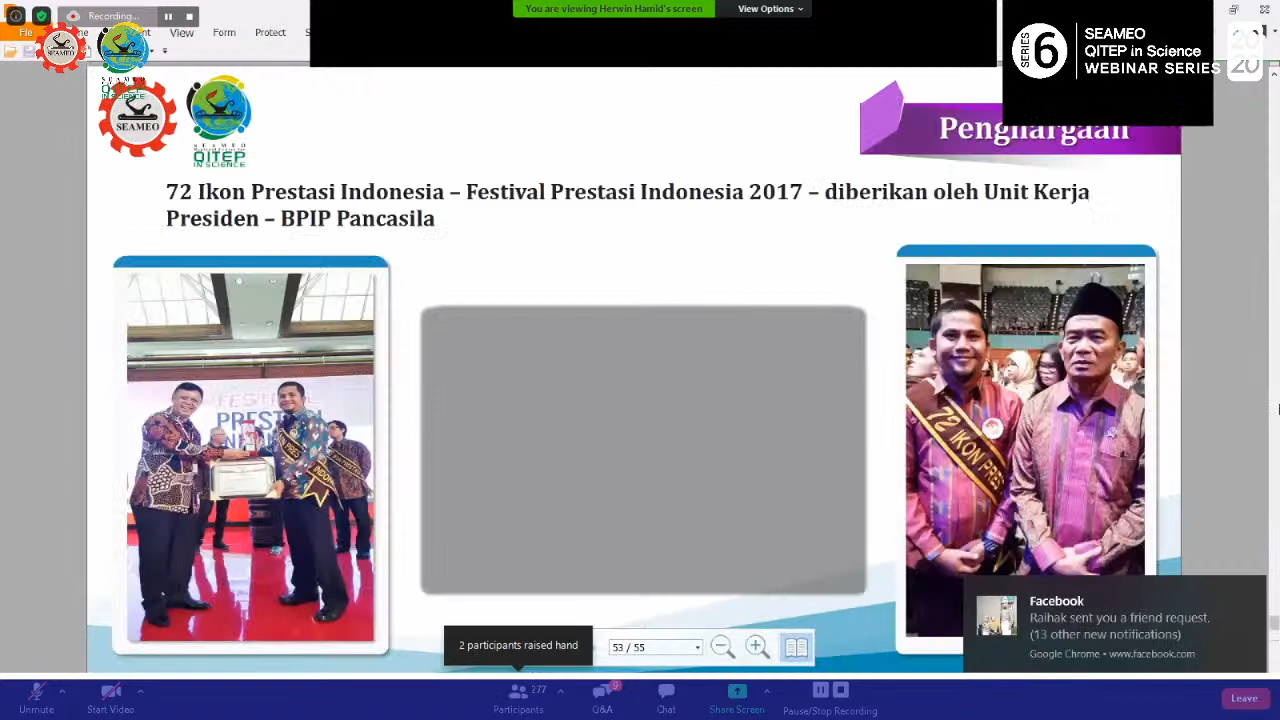 Recording...
You are viewing Herwin Hamid's screen
View Options
File
View
Form
Protect
SERIES 6
SEAMEO
QITEP in Science
WEBINAR SERIES
2020
SEAMEO
QITEP
IN SCIENCE
Penghargaan
72 Ikon Prestasi Indonesia – Festival Prestasi Indonesia 2017 – diberikan oleh Unit Kerja
Presiden – BPIP Pancasila
FESTIVAL
PRESTASI
72 IKON PRES
2 participants raised hand
53 / 55
Facebook
Raihak sent you a friend request.
(13 other new notifications)
Google Chrome • www.facebook.com
Unmute
Start Video
277
Participants
9
Q&A
Chat
Share Screen
Pause/Stop Recording
Leave